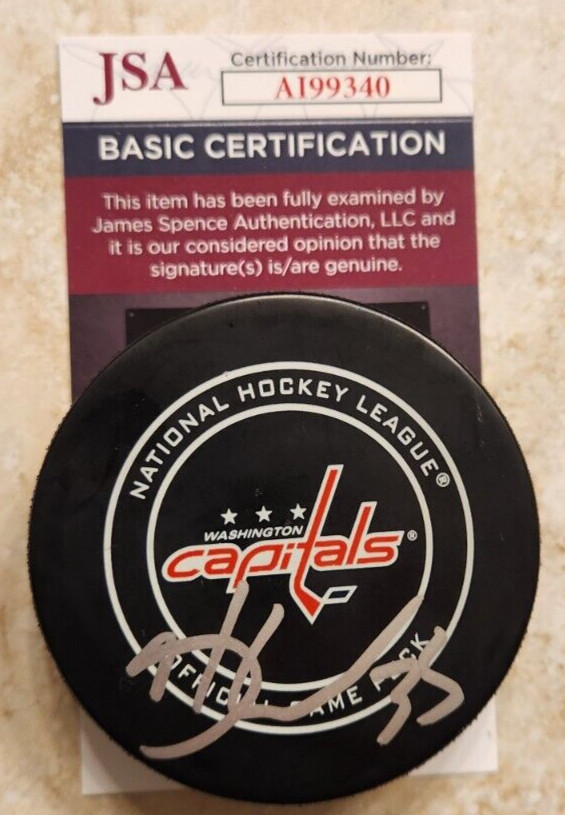 JSA
Certification Number:
AI99340
BASIC CERTIFICATION
This item has been fully examined by
James Spence Authentication, LLC and
it is our considered opinion that the
signature(s) is/are genuine.
NATIONAL HOCKEY LEAGUE®
WASHINGTON
capitals®
OFFICIAL GAME PUCK
35